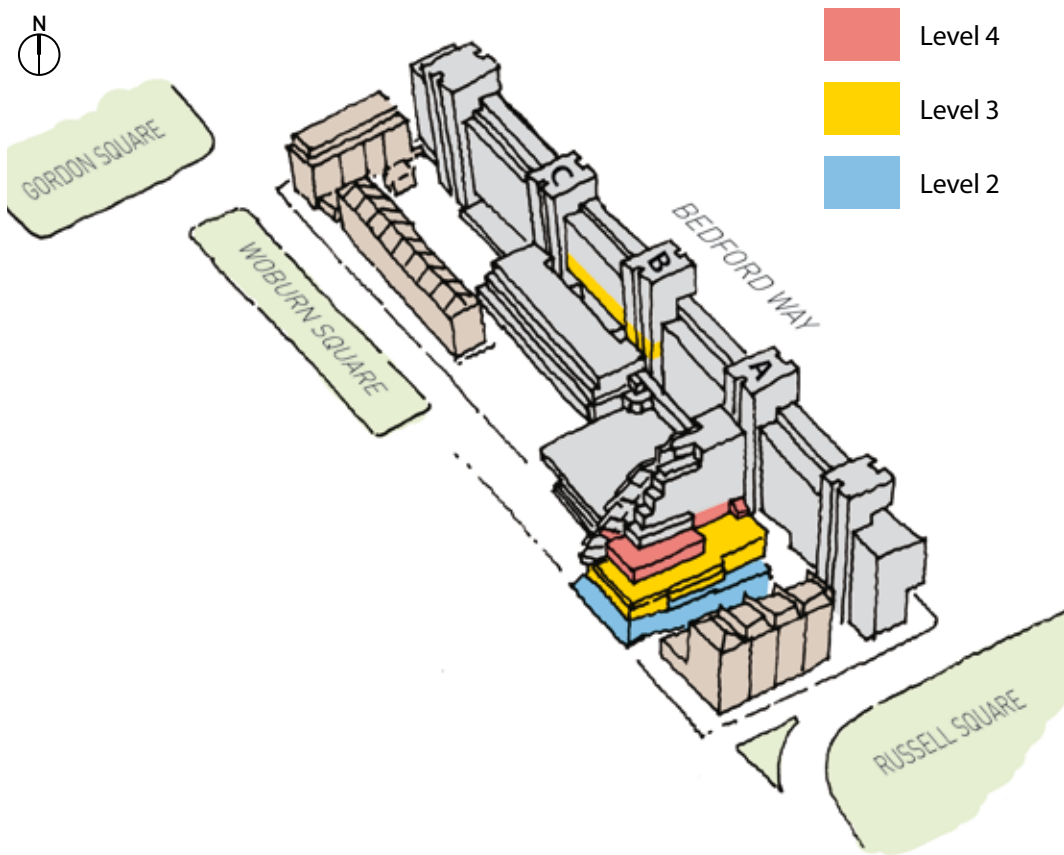 N
Level 4
Level 3
Level 2
GORDON SQUARE
WOBURN SQUARE
BEDFORD WAY
C
B
A
RUSSELL SQUARE